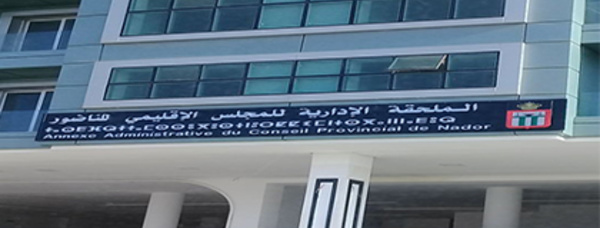 الملحقة الإدارية للمجلس الإقليمي للناضور
Annexe Administrative du Conseil Provincial de Nador